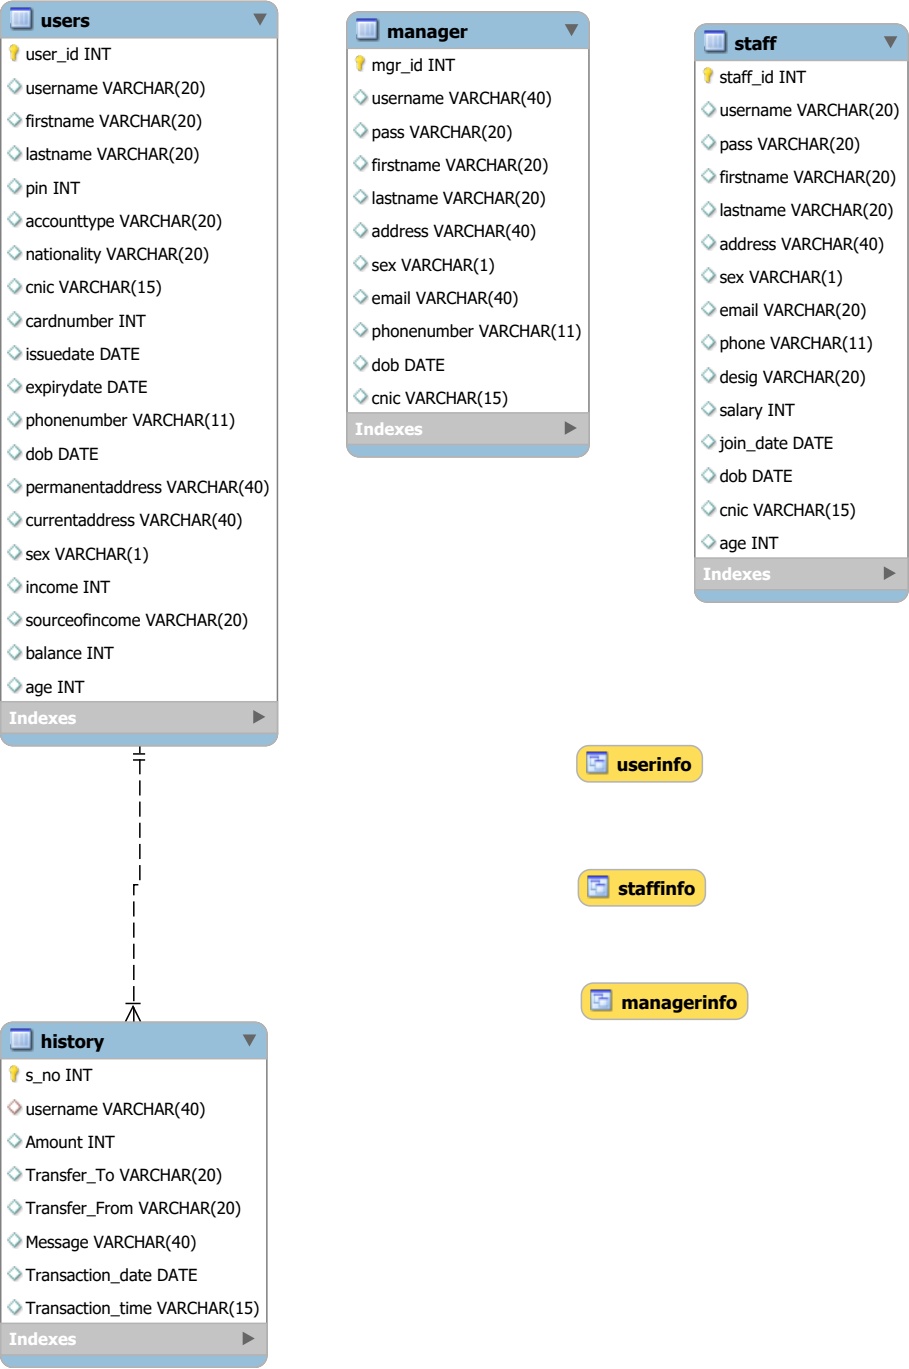 users
user_id INT
username VARCHAR(20)
firstname VARCHAR(20)
lastname VARCHAR(20)
pin INT
accounttype VARCHAR(20)
nationality VARCHAR(20)
cnic VARCHAR(15)
cardnumber INT
issuedate DATE
expirydate DATE
phonenumber VARCHAR(11)
dob DATE
permanentaddress VARCHAR(40)
currentaddress VARCHAR(40)
sex VARCHAR(1)
income INT
sourceofincome VARCHAR(20)
balance INT
age INT
Indexes
manager
mgr_id INT
username VARCHAR(40)
pass VARCHAR(20)
firstname VARCHAR(20)
lastname VARCHAR(20)
address VARCHAR(40)
sex VARCHAR(1)
email VARCHAR(40)
phonenumber VARCHAR(11)
dob DATE
cnic VARCHAR(15)
Indexes
staff
staff_id INT
username VARCHAR(20)
pass VARCHAR(20)
firstname VARCHAR(20)
lastname VARCHAR(20)
address VARCHAR(40)
sex VARCHAR(1)
email VARCHAR(20)
phone VARCHAR(11)
desig VARCHAR(20)
salary INT
join_date DATE
dob DATE
cnic VARCHAR(15)
age INT
Indexes
userinfo
staffinfo
managerinfo
history
s_no INT
username VARCHAR(40)
Amount INT
Transfer_To VARCHAR(20)
Transfer_From VARCHAR(20)
Message VARCHAR(40)
Transaction_date DATE
Transaction_time VARCHAR(15)
Indexes